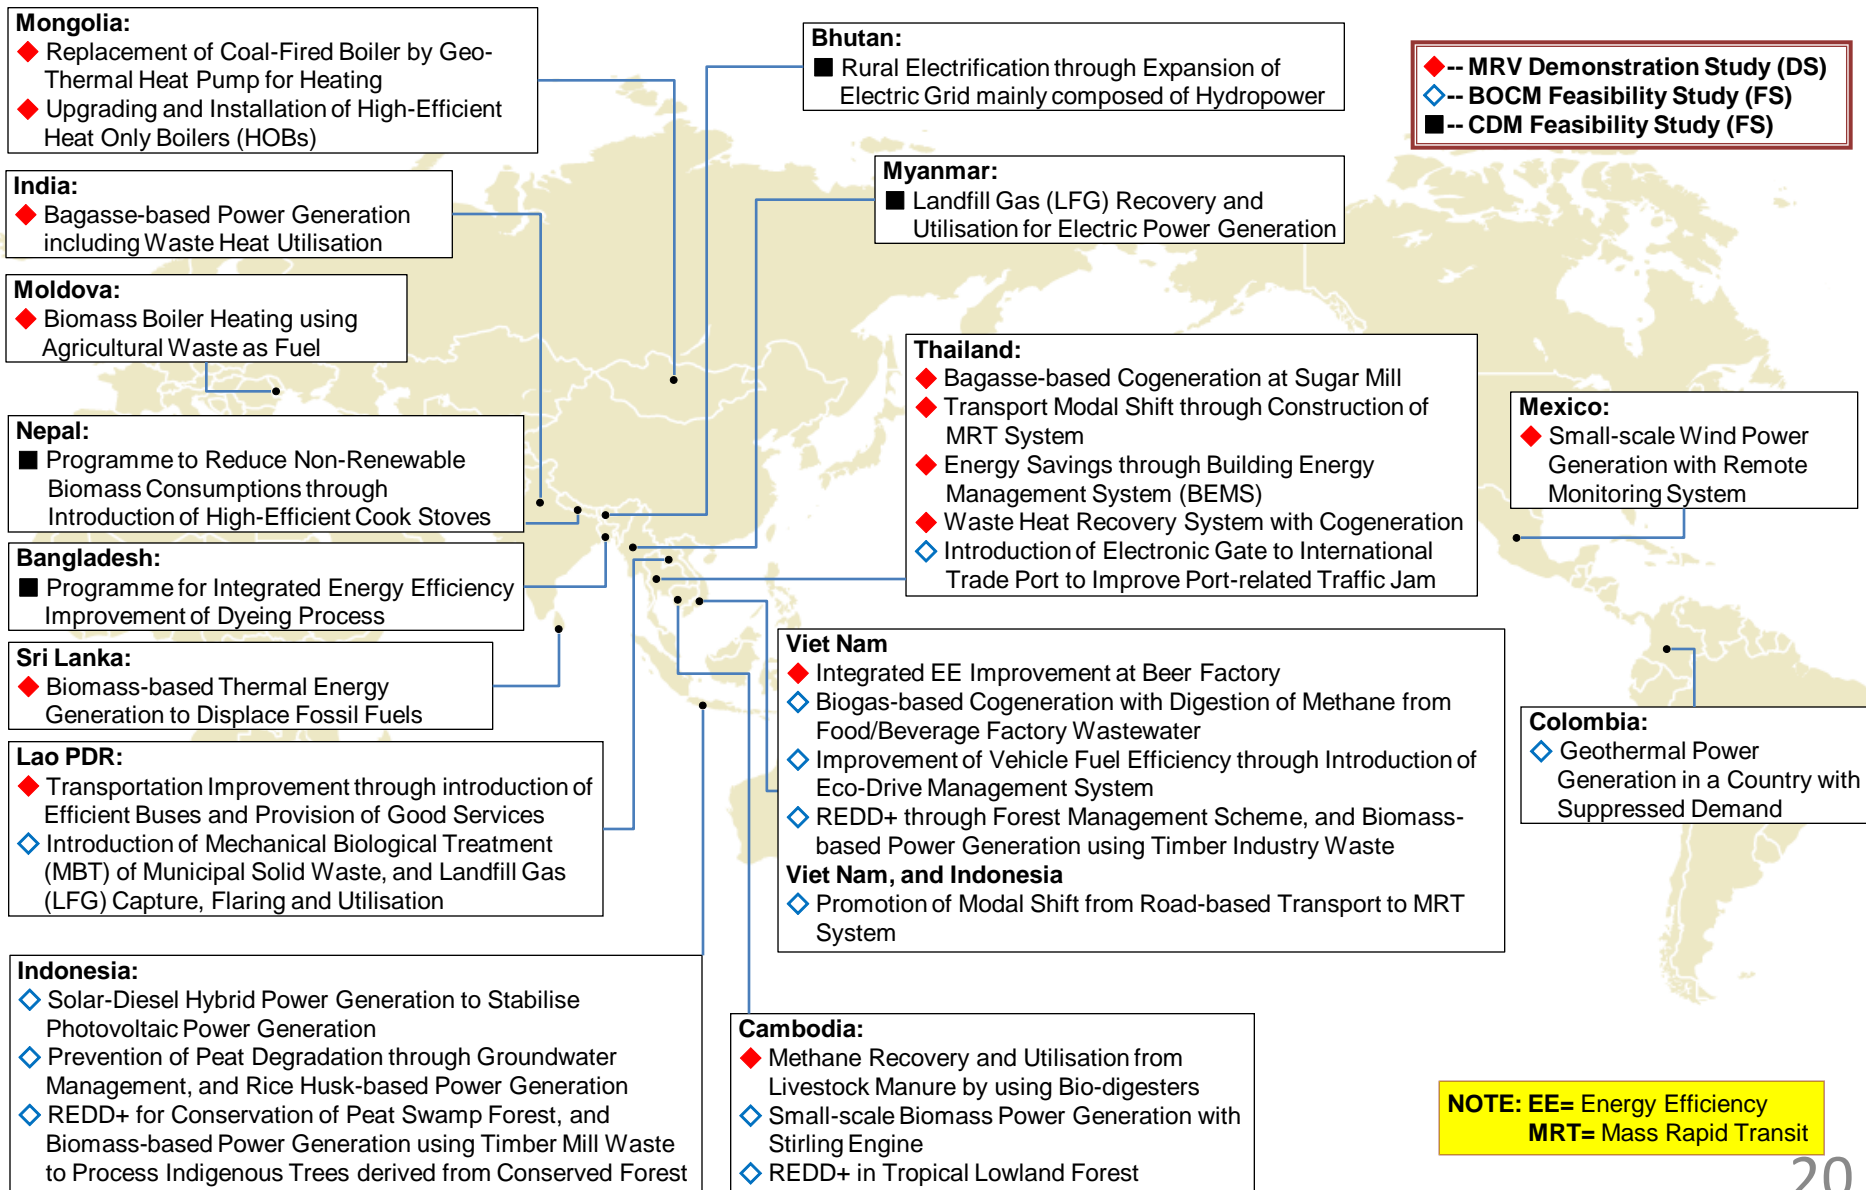 Mongolia:
◆ Replacement of Coal-Fired Boiler by Geo-
Thermal Heat Pump for Heating
◆ Upgrading and Installation of High-Efficient
Heat Only Boilers (HOBs)
Bhutan:
■ Rural Electrification through Expansion of
Electric Grid mainly composed of Hydropower
◆-- MRV Demonstration Study (DS)
◇-- BOCM Feasibility Study (FS)
■-- CDM Feasibility Study (FS)
India:
◆ Bagasse-based Power Generation
including Waste Heat Utilisation
Myanmar:
■ Landfill Gas (LFG) Recovery and
Utilisation for Electric Power Generation
Moldova:
◆ Biomass Boiler Heating using
Agricultural Waste as Fuel
Thailand:
◆ Bagasse-based Cogeneration at Sugar Mill
◆ Transport Modal Shift through Construction of
MRT System
◆ Energy Savings through Building Energy
Management System (BEMS)
◆ Waste Heat Recovery System with Cogeneration
◇ Introduction of Electronic Gate to International
Trade Port to Improve Port-related Traffic Jam
Mexico:
◆ Small-scale Wind Power
Generation with Remote
Monitoring System
Nepal:
■ Programme to Reduce Non-Renewable
Biomass Consumptions through
Introduction of High-Efficient Cook Stoves
Bangladesh:
■ Programme for Integrated Energy Efficiency
Improvement of Dyeing Process
Sri Lanka:
◆ Biomass-based Thermal Energy
Generation to Displace Fossil Fuels
Viet Nam
◆ Integrated EE Improvement at Beer Factory
◇ Biogas-based Cogeneration with Digestion of Methane from
Food/Beverage Factory Wastewater
◇ Improvement of Vehicle Fuel Efficiency through Introduction of
Eco-Drive Management System
◇ REDD+ through Forest Management Scheme, and Biomass-
based Power Generation using Timber Industry Waste
Viet Nam, and Indonesia
◇ Promotion of Modal Shift from Road-based Transport to MRT
System
Colombia:
◇ Geothermal Power
Generation in a Country with
Suppressed Demand
Lao PDR:
◆ Transportation Improvement through introduction of
Efficient Buses and Provision of Good Services
◇ Introduction of Mechanical Biological Treatment
(MBT) of Municipal Solid Waste, and Landfill Gas
(LFG) Capture, Flaring and Utilisation
Indonesia:
◇ Solar-Diesel Hybrid Power Generation to Stabilise
Photovoltaic Power Generation
◇ Prevention of Peat Degradation through Groundwater
Management, and Rice Husk-based Power Generation
◇ REDD+ for Conservation of Peat Swamp Forest, and
Biomass-based Power Generation using Timber Mill Waste
to Process Indigenous Trees derived from Conserved Forest
Cambodia:
◆ Methane Recovery and Utilisation from
Livestock Manure by using Bio-digesters
◇ Small-scale Biomass Power Generation with
Stirling Engine
◇ REDD+ in Tropical Lowland Forest
NOTE: EE= Energy Efficiency
MRT= Mass Rapid Transit
20